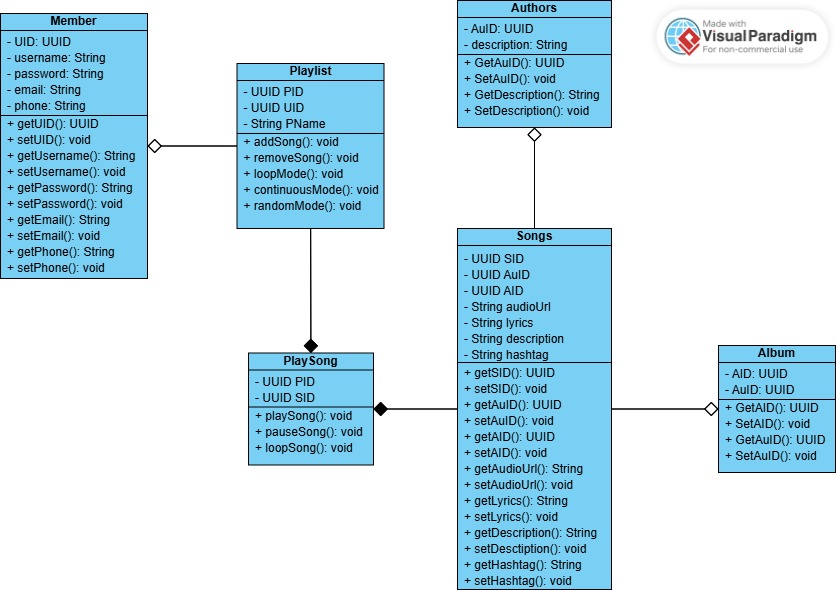 Member
- UID: UUID
- username: String
- password: String
- email: String
- phone: String
+ getUID(): UUID
+ setUID(): void
+ getUsername(): String
+ setUsername(): void
+ getPassword(): String
+ setPassword(): void
+ getEmail(): String
+ setEmail(): void
+ getPhone(): String
+ setPhone(): void
Playlist
- UUID PID
- UUID UID
- String PName
+ addSong(): void
+ removeSong(): void
+ loopMode(): void
+ continuousMode(): void
+ randomMode(): void
Authors
- AuID: UUID
- description: String
+ GetAuID(): UUID
+ SetAuID(): void
+ GetDescription(): String
+ SetDescription(): void
Made with
VisualParadigm
For non-commercial use
PlaySong
- UUID PID
- UUID SID
+ playSong(): void
+ pauseSong(): void
+ loopSong(): void
Songs
- UUID SID
- UUID AuID
- UUID AID
- String audioUrl
- String lyrics
- String description
- String hashtag
+ getSID(): UUID
+ setSID(): void
+ getAuID(): UUID
+ setAuID(): void
+ getAID(): UUID
+ setAID(): void
+ getAudioUrl(): String
+ setAudioUrl(): void
+ getLyrics(): String
+ setLyrics(): void
+ getDescription(): String
+ setDesctiption(): void
+ getHashtag(): String
+ setHashtag(): void
Album
- AID: UUID
- AuID: UUID
+ GetAID(): UUID
+ SetAID(): void
+ GetAuID(): UUID
+ SetAuID(): void